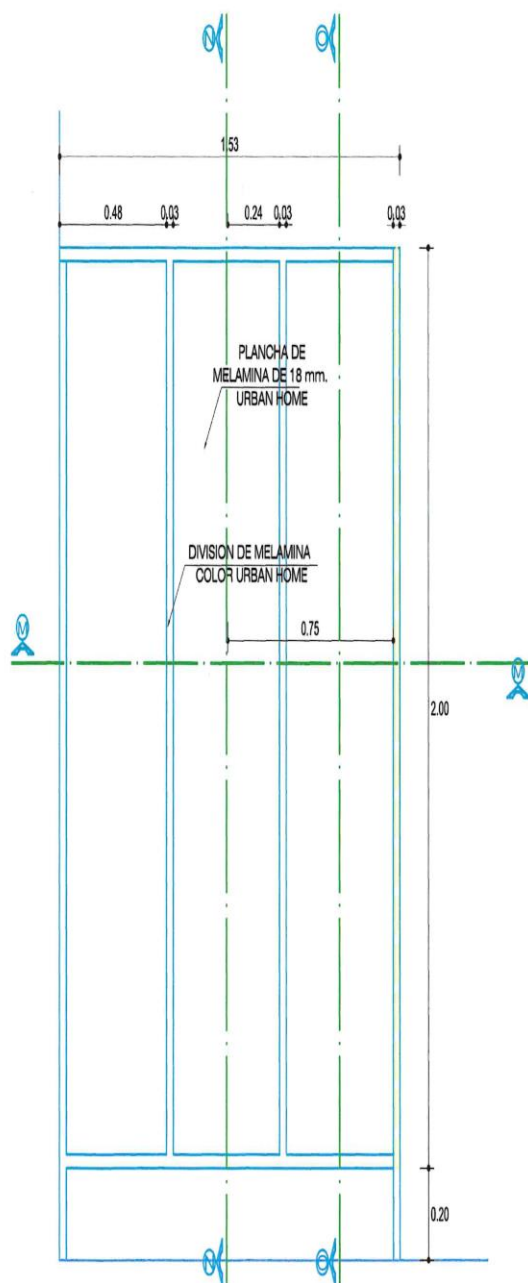 N
O
1.53
0.48
0.03
0.24
0.03
0.03
PLANCHA DE
MELAMINA DE 18 mm.
URBAN HOME
DIVISION DE MELAMINA
COLOR URBAN HOME
0.75
M
M
2.00
0.20
N
O